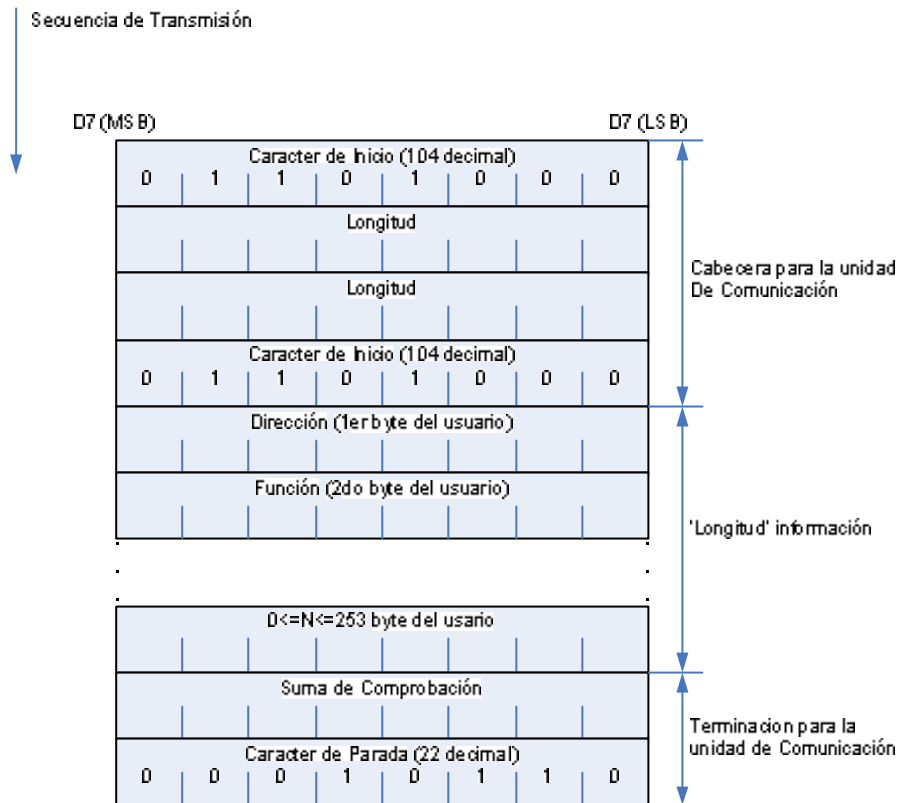 Secuencia de Transmisión
D7 (MSB) D7 (LSB)
Caracter de Inicio (104 decimal)
0 1 1 0 1 0 0 0
Longitud
Longitud
Cabecera para la unidad
De Comunicación
Caracter de Inicio (104 decimal)
0 1 1 0 1 0 0 0
Dirección (1er byte del usuario)
Función (2do byte del usuario)
'Longitud' información
0<=N<=253 byte del usario
Suma de Comprobación
Terminacion para la
unidad de Comunicación
Caracter de Parada (22 decimal)
0 0 0 1 0 1 1 0